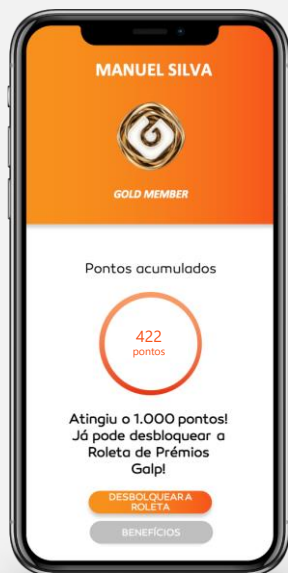 MANUEL SILVA
GOLD MEMBER
Pontos acumulados
422
pontos
Atingiu o 1.000 pontos!
Já pode desbloquear a
Roleta de Prémios
Galp!
DESBOLQUEAR A
ROLETA
BENEFÍCIOS